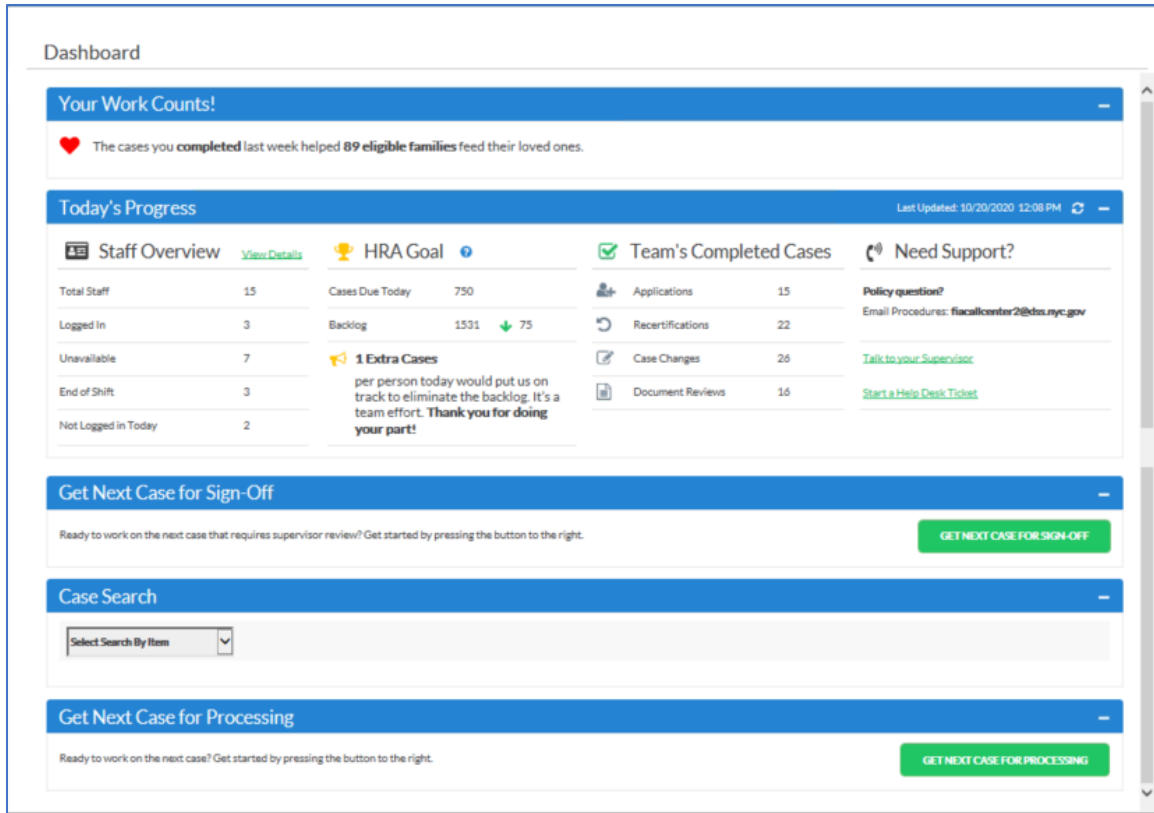 Dashboard
Your Work Counts!
The cases you completed last week helped 89 eligible families feed their loved ones.
Today's Progress
Last Updated: 10/20/2020 12:08 PM
Staff Overview View Details
Total Staff 15
Logged In 3
Unavailable 7
End of Shift 3
Not Logged in Today 2
HRA Goal
Cases Due Today 750
Backlog 1531 75
1 Extra Cases
per person today would put us on
track to eliminate the backlog. It's a
team effort. Thank you for doing
your part!
Team's Completed Cases
Applications 15
Recertifications 22
Case Changes 26
Document Reviews 16
Need Support?
Policy question?
Email Procedures: fiacallcenter2@dss.nyc.gov
Talk to your Supervisor
Start a Help Desk Ticket
Get Next Case for Sign-Off
Ready to work on the next case that requires supervisor review? Get started by pressing the button to the right.
GET NEXT CASE FOR SIGN-OFF
Case Search
Select Search By Item
Get Next Case for Processing
Ready to work on the next case? Get started by pressing the button to the right.
GET NEXT CASE FOR PROCESSING